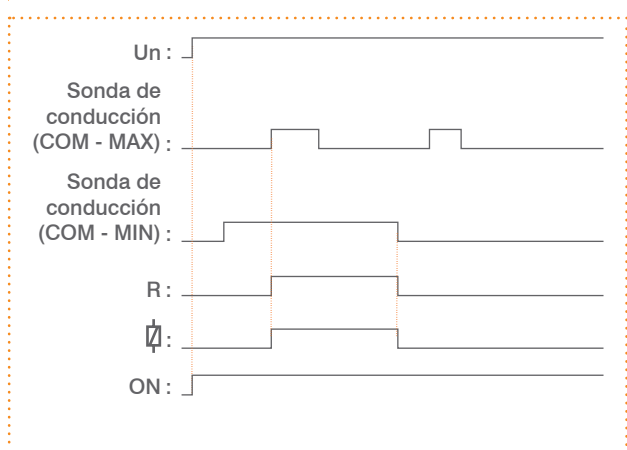 Un :
Sonda de
conducción
(COM - MAX) :
Sonda de
conducción
(COM - MIN) :
R :
:
ON :